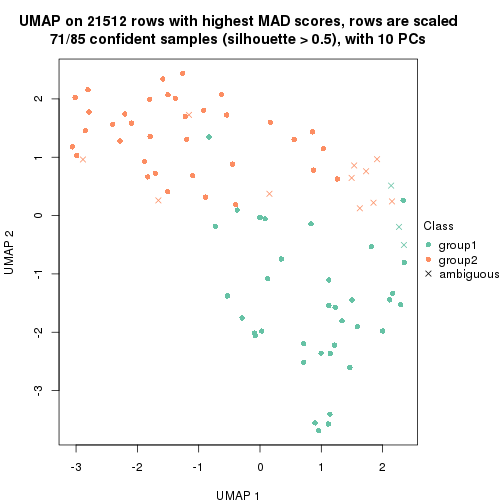 UMAP on 21512 rows with highest MAD scores, rows are scaled
71/85 confident samples (silhouette > 0.5), with 10 PCs
2
1
0
-1
-2
-3
UMAP 2
Class
group1
group2
ambiguous
-3 -2 -1 0 1 2
UMAP 1